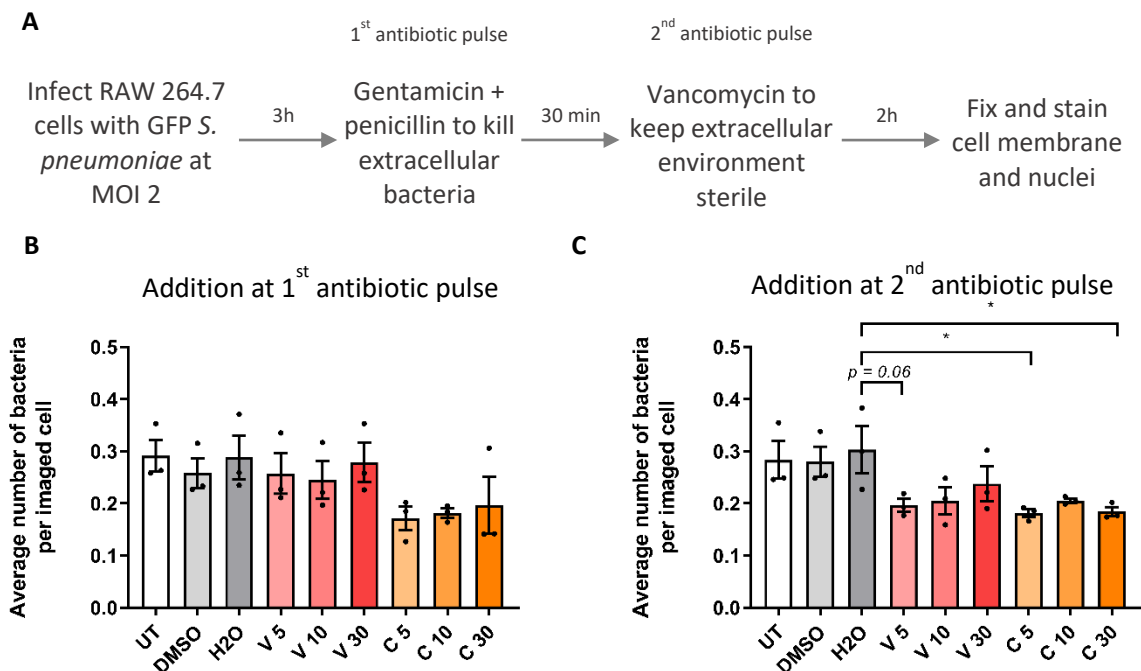 A
1st antibiotic pulse
2nd antibiotic pulse
Infect RAW 264.7
cells with GFP S.
pneumoniae at
MOI 2
3h
Gentamicin +
penicillin to kill
extracellular
bacteria
30 min
Vancomycin to
keep extracellular
environment
sterile
2h
Fix and stain
cell membrane
and nuclei
B
Addition at 1st antibiotic pulse
Average number of bacteria
per imaged cell
0.5
0.4
0.3
0.2
0.1
0.0
UT
DMSO
H2O
V 5
V 10
V 30
C 5
C 10
C 30
C
Addition at 2nd antibiotic pulse
*
*
p = 0.06
Average number of bacteria
per imaged cell
0.5
0.4
0.3
0.2
0.1
0.0
UT
DMSO
H2O
V 5
V 10
V 30
C 5
C 10
C 30